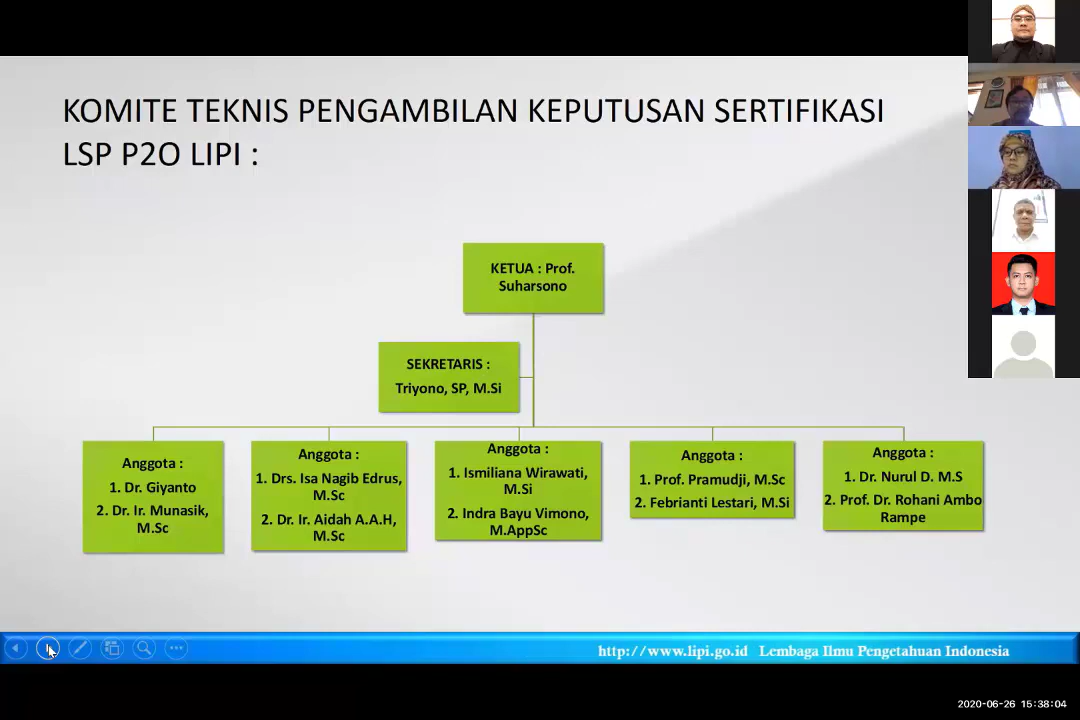 KOMITE TEKNIS PENGAMBILAN KEPUTUSAN SERTIFIKASI
LSP P2O LIPI :
KETUA : Prof.
Suharsono
SEKRETARIS :
Triyono, SP, M.Si
Anggota :
1. Dr. Giyanto
2. Dr. Ir. Munasik,
M.Sc
Anggota :
1. Drs. Isa Nagib Edrus,
M.Sc
2. Dr. Ir. Aidah A.A.H,
M.Sc
Anggota :
1. Ismiliana Wirawati,
M.Si
2. Indra Bayu Vimono,
M.AppSc
Anggota :
1. Prof. Pramudji, M.Sc
2. Febrianti Lestari, M.Si
Anggota :
1. Dr. Nurul D. M.S
2. Prof. Dr. Rohani Ambo
Rampe
http://www.lipi.go.id Lembaga Ilmu Pengetahuan Indonesia
2020-06-26 15:38:04